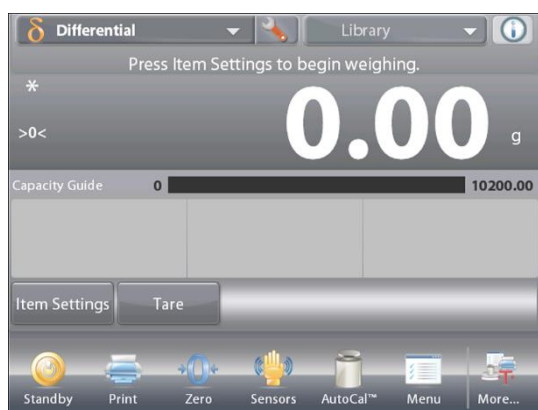 δ Differential Library
Press Item Settings to begin weighing.
*
>0< 0.00 g
Capacity Guide 0 10200.00
Item Settings Tare
Standby Print Zero Sensors AutoCal™ Menu More...